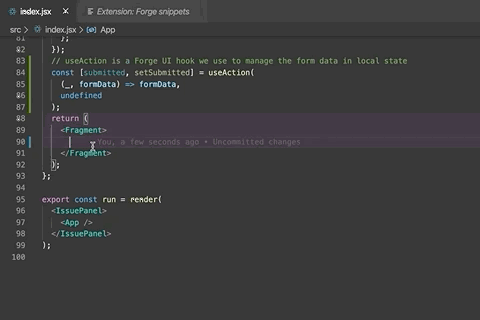 index.jsx × Extension: Forge snippets
src > index.jsx > App
81 };
82 });
83 // useAction is a Forge UI hook we use to manage the form data in local state
84 const [submitted, setSubmitted] = useAction(
85 (_, formData) => formData,
86 undefined
87 );
88 return (
89 <Fragment>
90 You, a few seconds ago • Uncommitted changes
91 </Fragment>
92 );
93 };
94
95 export const run = render(
96 <IssuePanel>
97 <App />
98 </IssuePanel>
99 );
100